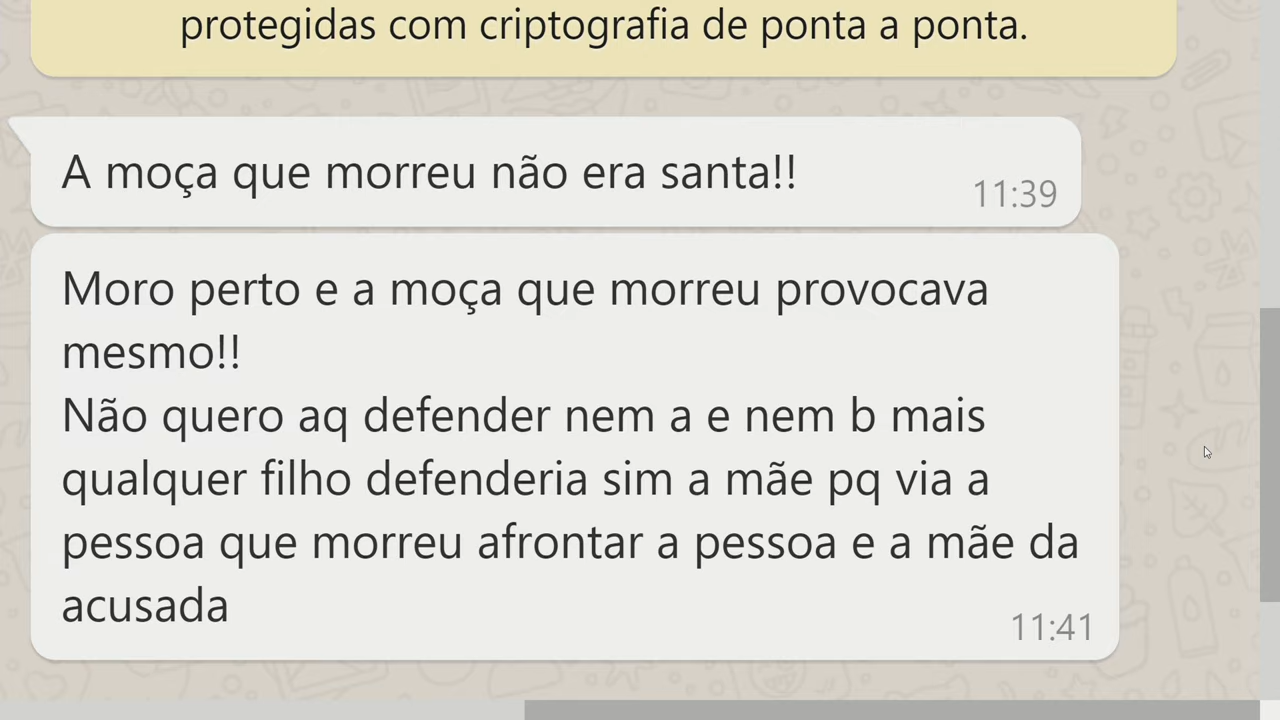 protegidas com criptografia de ponta a ponta.
A moça que morreu não era santa!!
11:39
Moro perto e a moça que morreu provocava
mesmo!!
Não quero aq defender nem a e nem b mais
qualquer filho defenderia sim a mãe pq via a
pessoa que morreu afrontar a pessoa e a mãe da
acusada
11:41